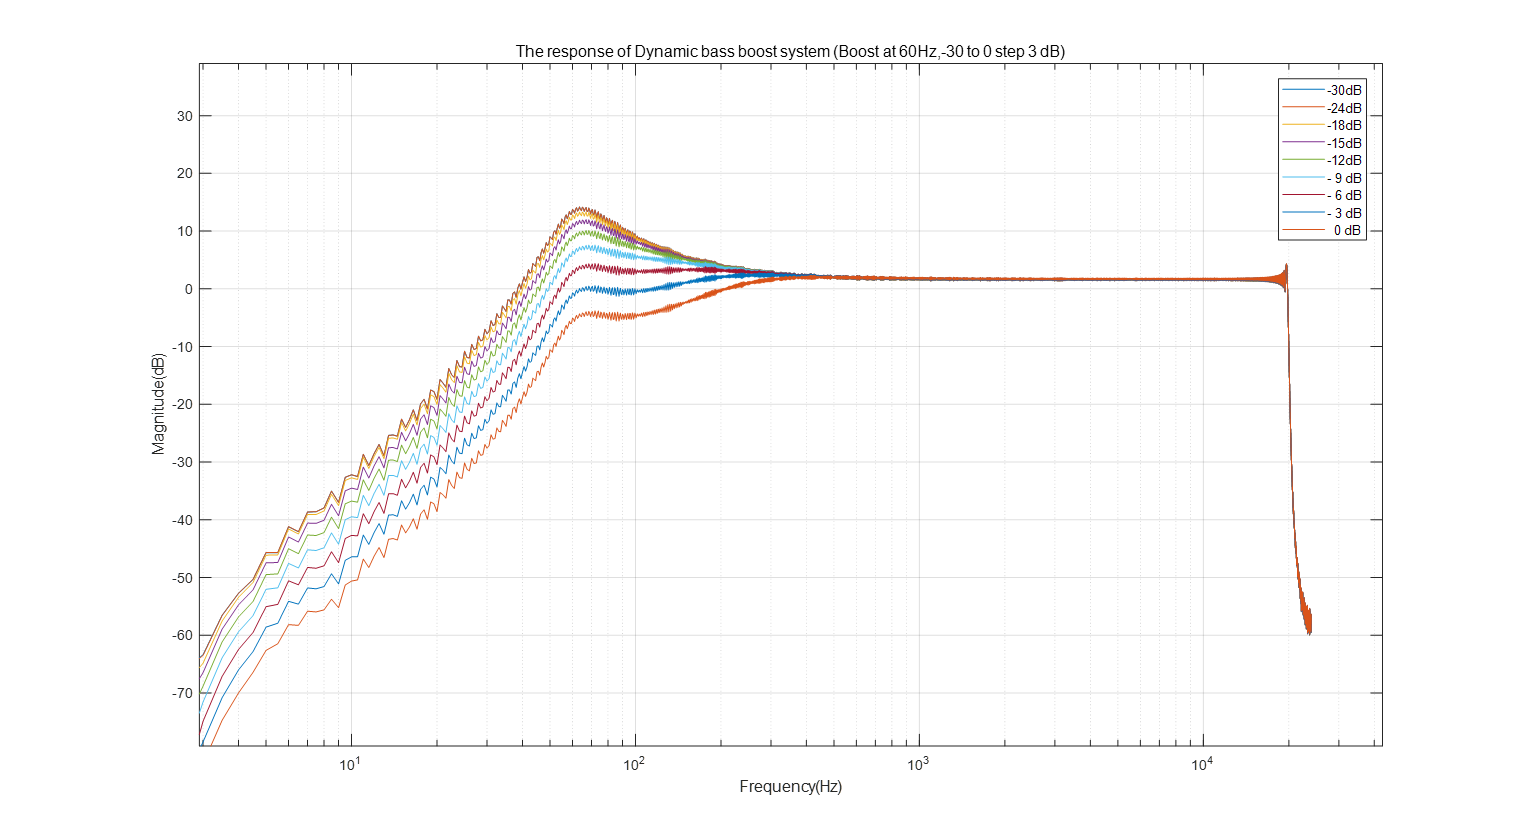 The response of Dynamic bass boost system (Boost at 60Hz,-30 to 0 step 3 dB)
30
20
10
0
-10
-20
-30
-40
-50
-60
-70
Magnitude(dB)
10^1
10^2
10^3
10^4
Frequency(Hz)
-30dB
-24dB
-18dB
-15dB
-12dB
- 9 dB
- 6 dB
- 3 dB
0 dB